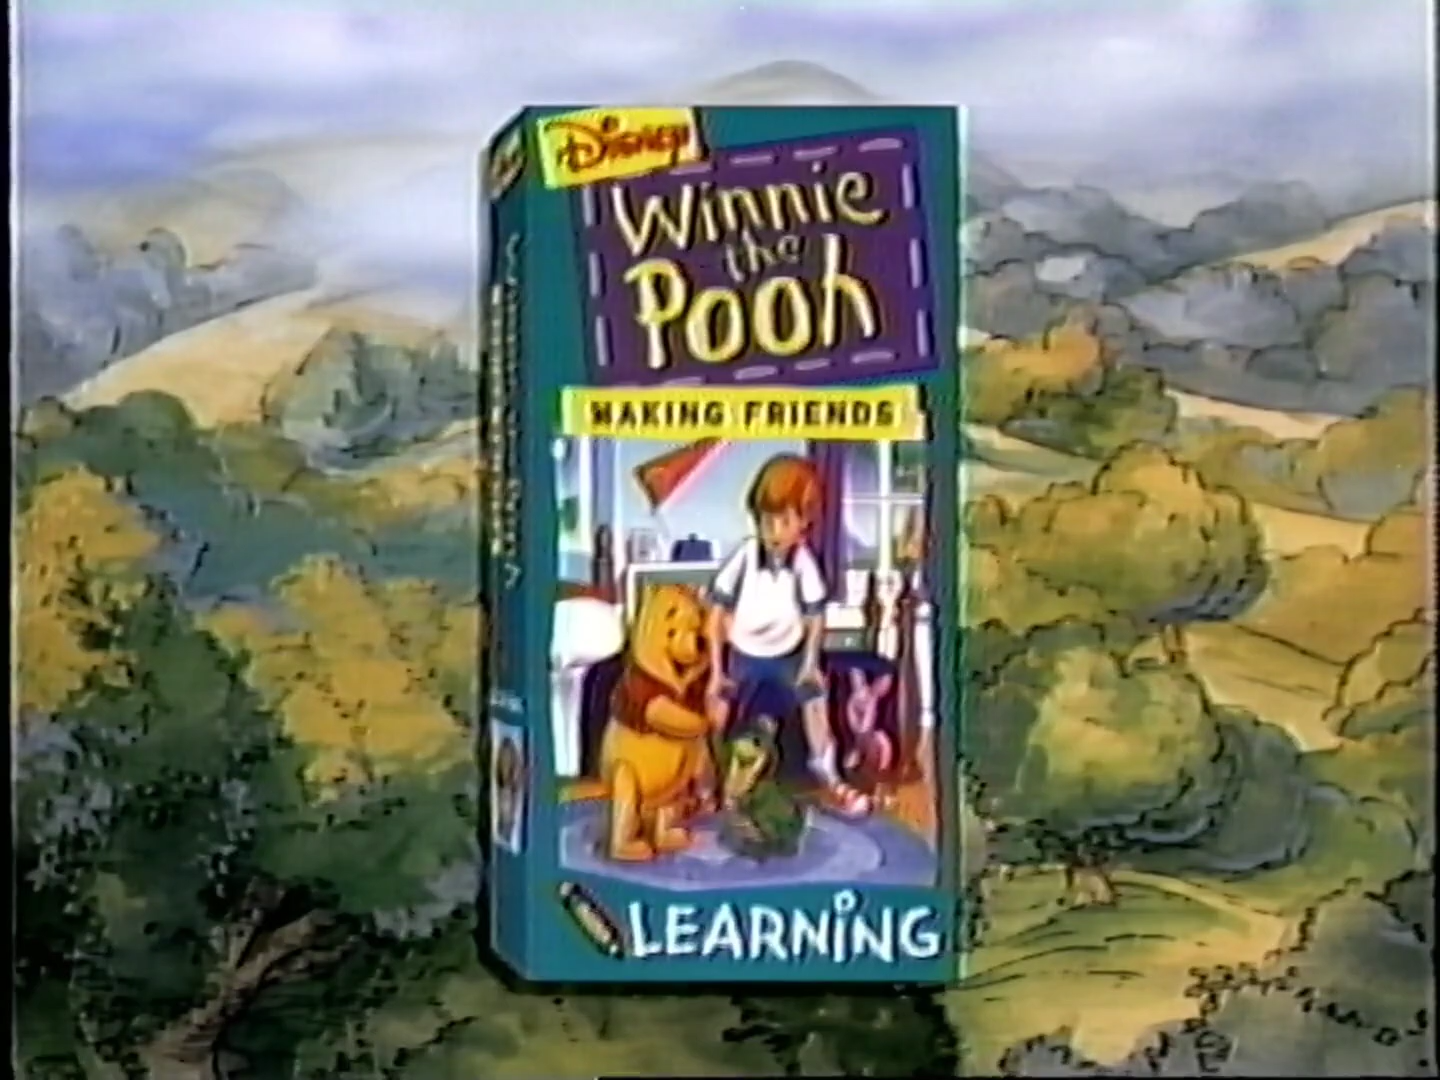 Disney
Winnie
the
Pooh
MAKING FRIENDS
LEARNING